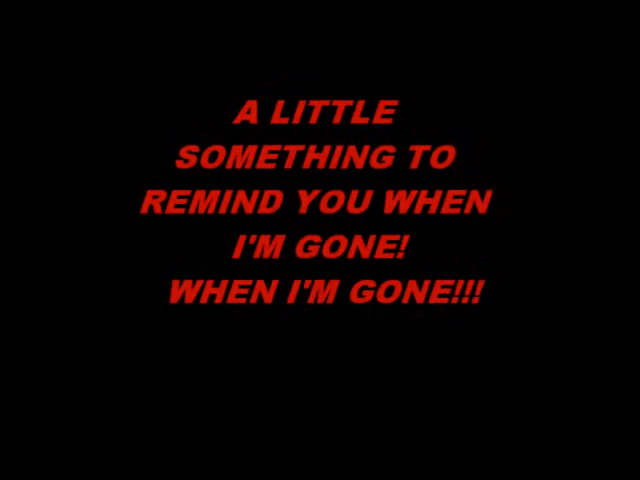 A LITTLE
SOMETHING TO
REMIND YOU WHEN
I'M GONE!
WHEN I'M GONE!!!